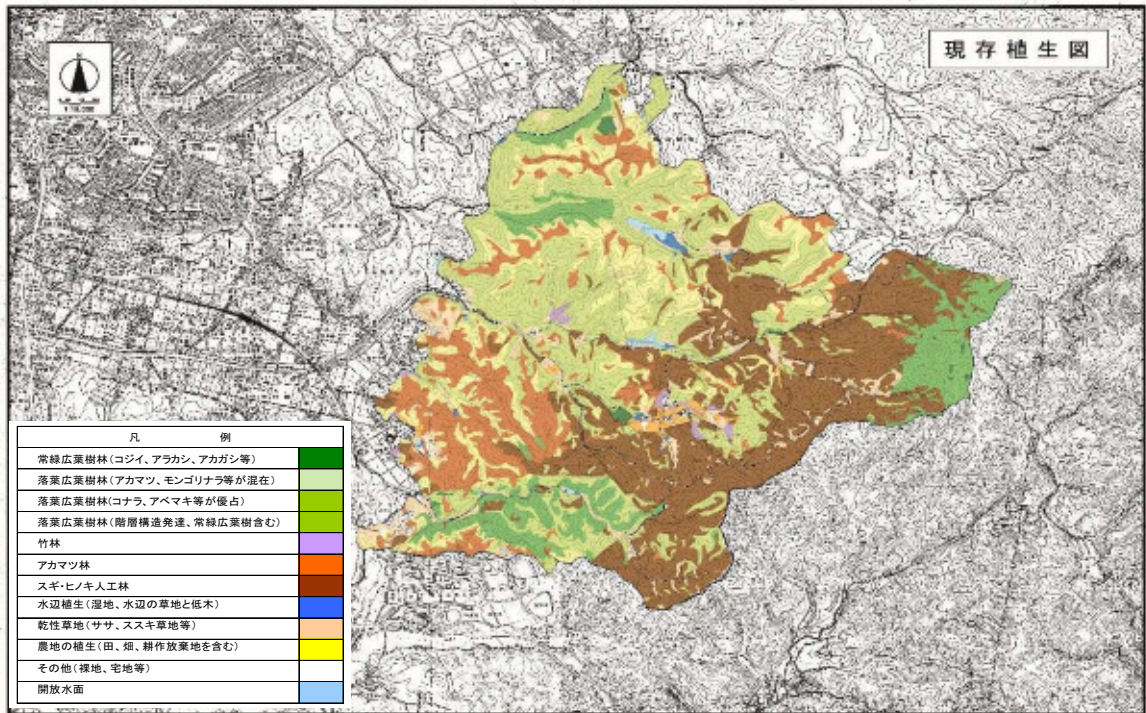 現存植生図
凡　例
常緑広葉樹林(コジイ、アラカシ、アカガシ等)
落葉広葉樹林(アカマツ、モンゴリナラ等が混在)
落葉広葉樹林(コナラ、アベマキ等が優占)
落葉広葉樹林(階層構造発達、常緑広葉樹含む)
竹林
アカマツ林
スギ・ヒノキ人工林
水辺植生(湿地、水辺の草地と低木)
乾性草地(ササ、ススキ草地等)
農地の植生(田、畑、耕作放棄地を含む)
その他(裸地、宅地等)
開放水面